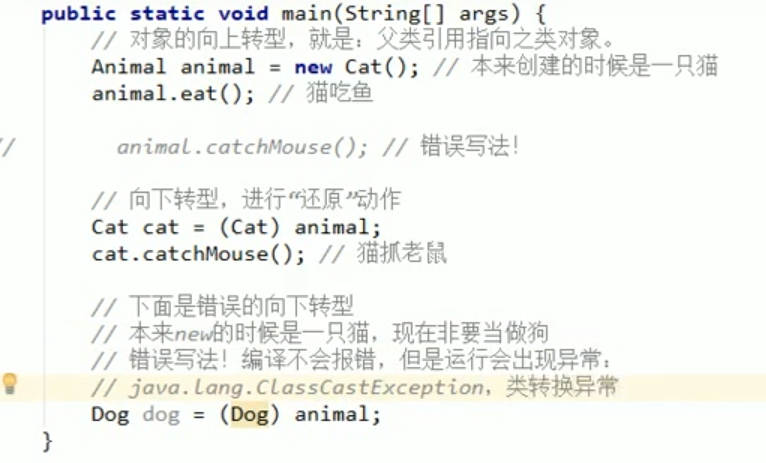 public static void main(String[] args) {
// 对象的向上转型，就是：父类引用指向之类对象。
Animal animal = new Cat(); // 本来创建的时候是一只猫
animal.eat(); // 猫吃鱼
// animal.catchMouse(); // 错误写法！
// 向下转型，进行“还原”动作
Cat cat = (Cat) animal;
cat.catchMouse(); // 猫抓老鼠
// 下面是错误的向下转型
// 本来new的时候是一只猫，现在非要当做狗
// 错误写法！编译不会报错，但是运行会出现异常：
// java.lang.ClassCastException，类转换异常
Dog dog = (Dog) animal;
}